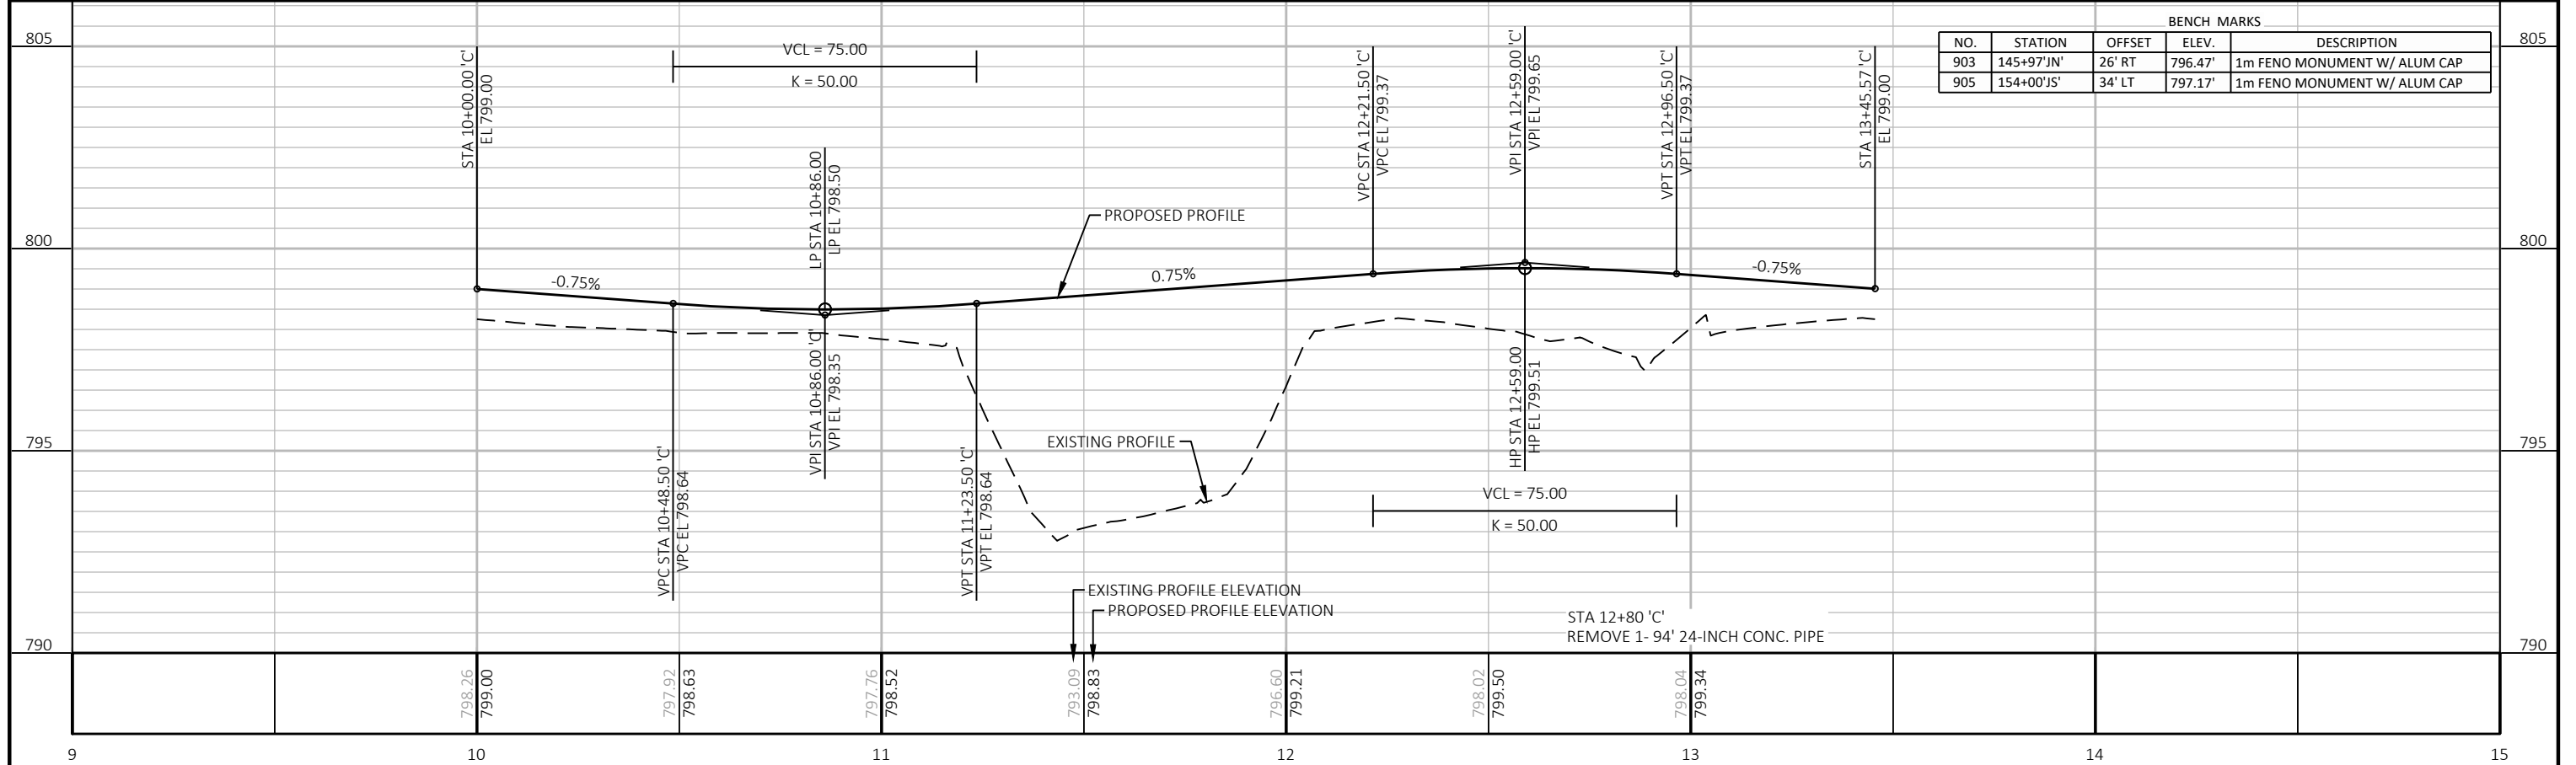 BENCH MARKS
NO. STATION OFFSET ELEV. DESCRIPTION
903 145+97'JN' 26' RT 796.47' 1m FENO MONUMENT W/ ALUM CAP
905 154+00'JS' 34' LT 797.17' 1m FENO MONUMENT W/ ALUM CAP
805
805
800
800
795
795
790
790
STA 10+00.00 'C'
EL 799.00
VCL = 75.00
K = 50.00
LP STA 10+86.00
LP EL 798.50
VPC STA 12+21.50 'C'
VPC EL 799.37
VPI STA 12+59.00 'C'
VPI EL 799.65
VPT STA 12+96.50 'C'
VPT EL 799.37
STA 13+45.57 'C'
EL 799.00
PROPOSED PROFILE
-0.75%
0.75%
-0.75%
VPC STA 10+48.50 'C'
VPC EL 798.64
VPI STA 10+86.00 'C'
VPI EL 798.35
VPT STA 11+23.50 'C'
VPT EL 798.64
EXISTING PROFILE
HP STA 12+59.00
HP EL 799.51
VCL = 75.00
K = 50.00
EXISTING PROFILE ELEVATION
PROPOSED PROFILE ELEVATION
STA 12+80 'C'
REMOVE 1- 94' 24-INCH CONC. PIPE
798.26
799.00
797.92
798.63
797.76
798.52
793.09
798.83
796.60
799.21
798.02
799.50
798.04
799.34
9 10 11 12 13 14 15